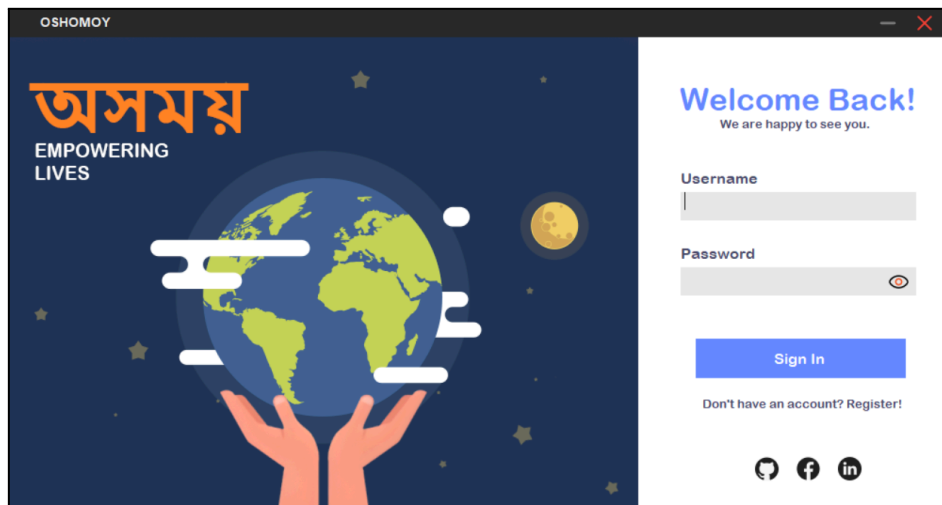 OSHOMOY
অসময়
EMPOWERING
LIVES
Welcome Back!
We are happy to see you.
Username
Password
Sign In
Don't have an account? Register!
in